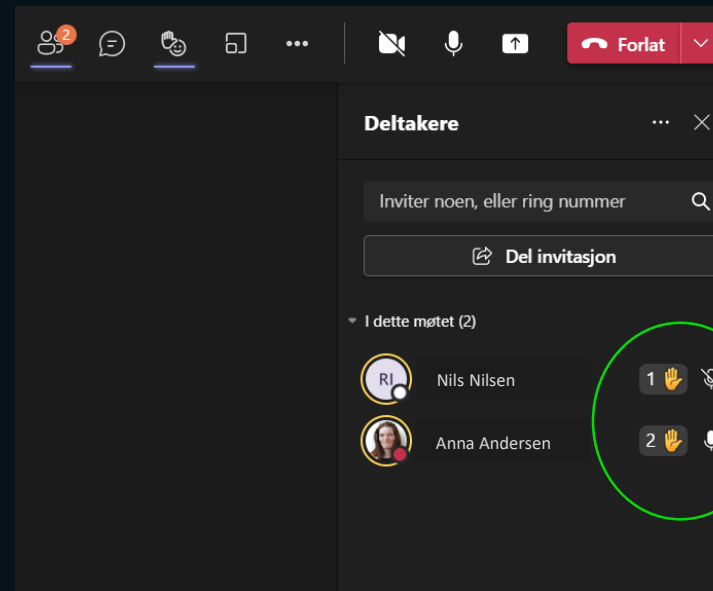 2
Forlat
Deltakere
Inviter noen, eller ring nummer
Del invitasjon
I dette møtet (2)
RI Nils Nilsen 1
Anna Andersen 2